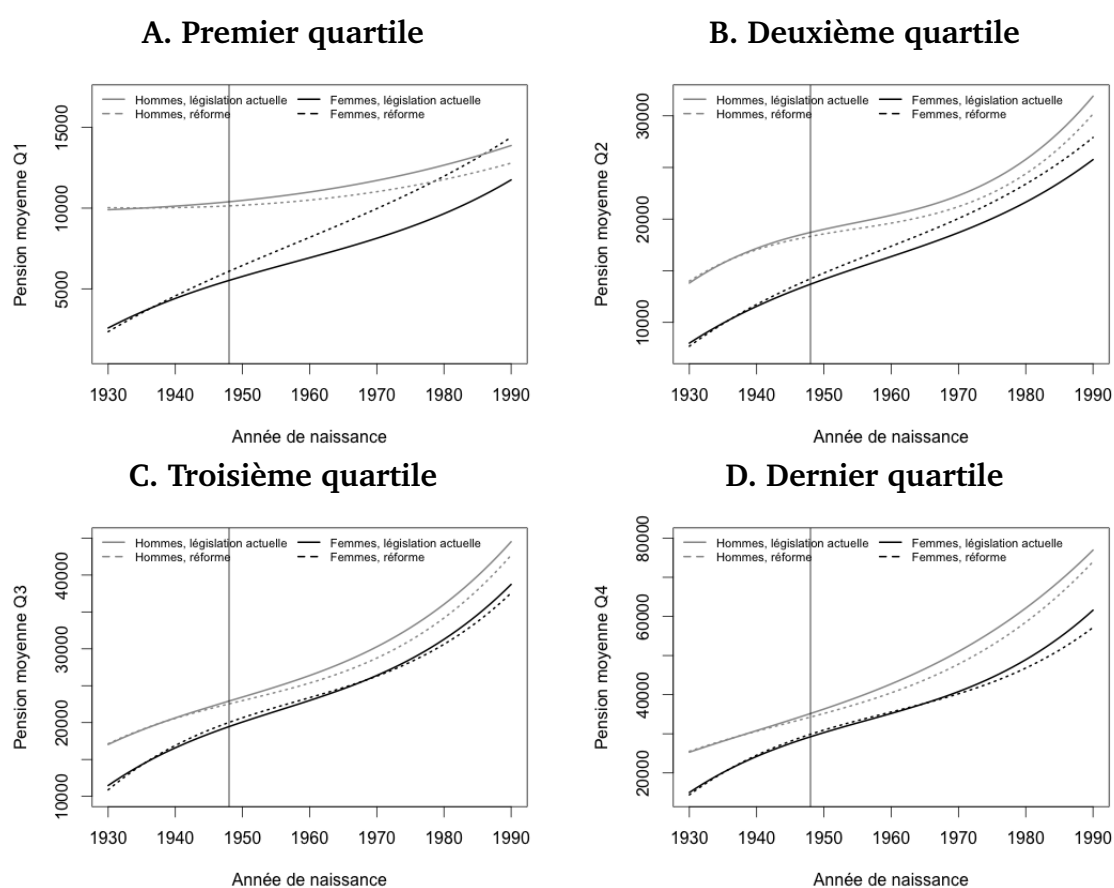 A. Premier quartile
Hommes, législation actuelle
Hommes, réforme
Femmes, législation actuelle
Femmes, réforme
Pension moyenne Q1
15000
10000
5000
1930 1940 1950 1960 1970 1980 1990
Année de naissance
B. Deuxième quartile
Hommes, législation actuelle
Hommes, réforme
Femmes, législation actuelle
Femmes, réforme
Pension moyenne Q2
30000
20000
10000
1930 1940 1950 1960 1970 1980 1990
Année de naissance
C. Troisième quartile
Hommes, législation actuelle
Hommes, réforme
Femmes, législation actuelle
Femmes, réforme
Pension moyenne Q3
40000
30000
20000
10000
1930 1940 1950 1960 1970 1980 1990
Année de naissance
D. Dernier quartile
Hommes, législation actuelle
Hommes, réforme
Femmes, législation actuelle
Femmes, réforme
Pension moyenne Q4
80000
60000
40000
20000
1930 1940 1950 1960 1970 1980 1990
Année de naissance